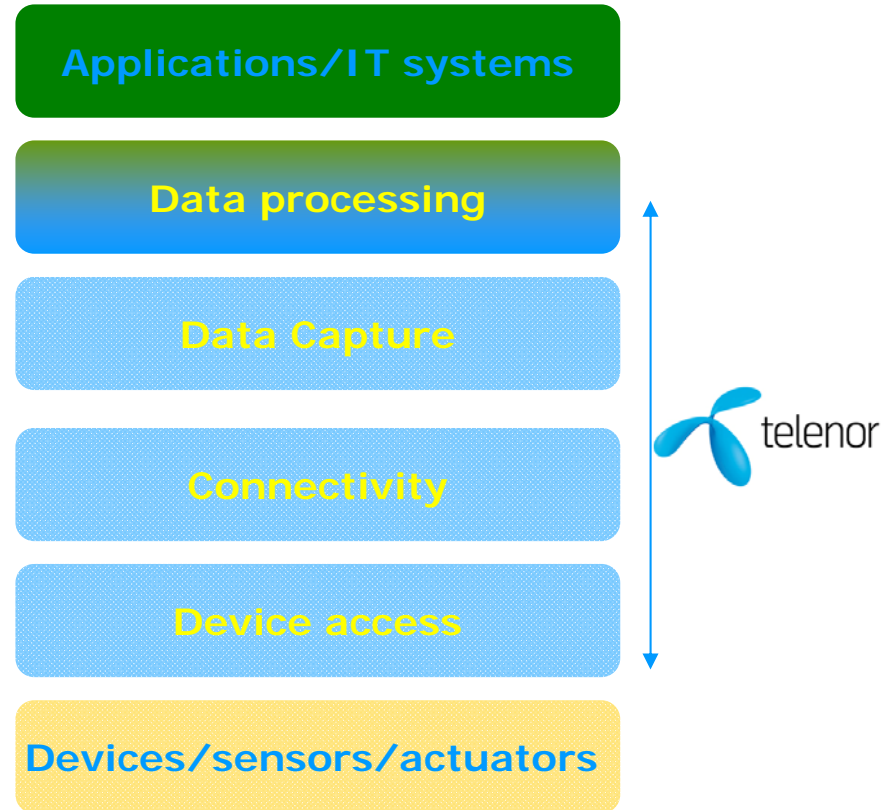 Applications/IT systems
Data processing
Data Capture
telenor
Connectivity
Device access
Devices/sensors/actuators